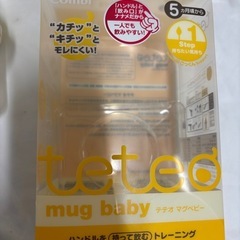 Combi
"カチッ"と
"キチッ"と
モレにくい!
「ハンドル」と
「飲み口」が
ナナメだから
一人でも
飲みやすい!
5ヵ月頃から
1
Step
teteo
mug baby
テテオ マグベビー
ハンドルを持って飲むトレーニング